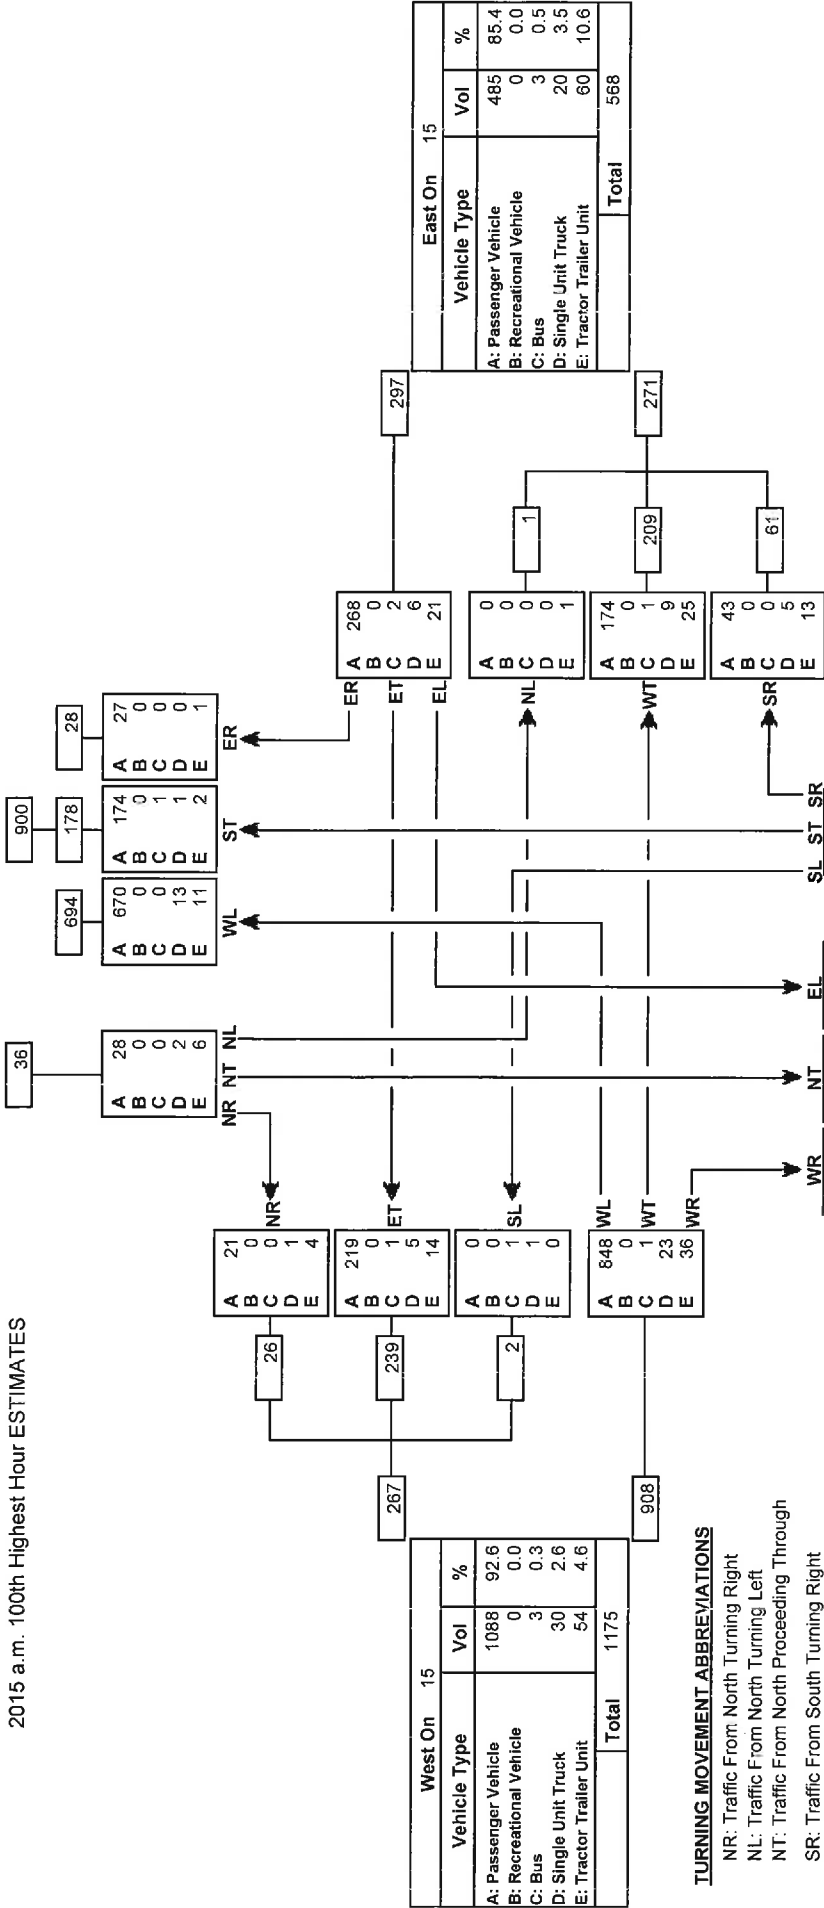 2015 a.m. 100th Highest Hour ESTIMATES
36
A 28
B 0
C 0
D 2
E 6
NR NT NL
900
694
A 670
B 0
C 0
D 13
E 11
WL
178
A 174
B 0
C 1
D 1
E 2
ST
28
A 27
B 0
C 0
D 0
E 1
ER
26
A 21
B 0
C 0
D 1
E 4
NR
267
239
A 219
B 0
C 1
D 5
E 14
ET
2
A 0
B 0
C 1
D 1
E 0
SL
908
A 848
B 0
C 1
D 23
E 36
WL
WT
WR
West On 15
Vehicle Type Vol %
A: Passenger Vehicle 1088 92.6
B: Recreational Vehicle 0 0.0
C: Bus 3 0.3
D: Single Unit Truck 30 2.6
E: Tractor Trailer Unit 54 4.6
Total 1175
ER
ET
EL
A 268
B 0
C 2
D 6
E 21
297
NL
A 0
B 0
C 0
D 0
E 1
1
WT
A 174
B 0
C 1
D 9
E 25
209
271
SR
A 43
B 0
C 0
D 5
E 13
61
East On 15
Vehicle Type Vol %
A: Passenger Vehicle 485 85.4
B: Recreational Vehicle 0 0.0
C: Bus 3 0.5
D: Single Unit Truck 20 3.5
E: Tractor Trailer Unit 60 10.6
Total 568
WR NT EL SL ST SR
TURNING MOVEMENT ABBREVIATIONS
NR: Traffic From North Turning Right
NL: Traffic From North Turning Left
NT: Traffic From North Proceeding Through
SR: Traffic From South Turning Right